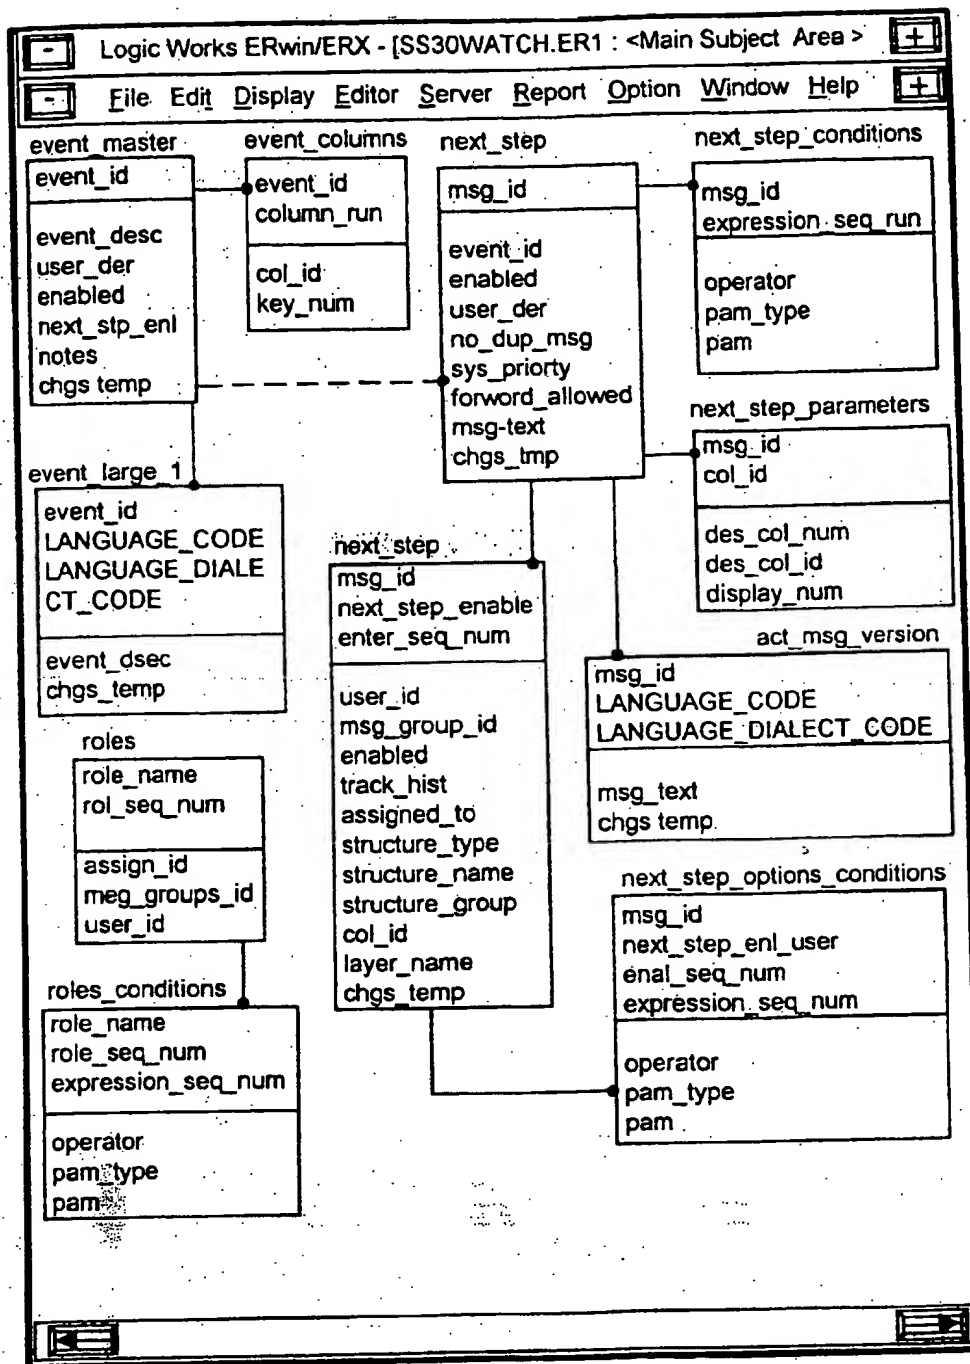 Logic Works ERwin/ERX - [SS30WATCH.ER1 : <Main Subject Area >
File Edit Display Editor Server Report Option Window Help
event_master
event_id
event_desc
user_der
enabled
next_stp_enl
notes
chgs temp
event_columns
event_id
column_run
col_id
key_num
next_step
msg_id
event_id
enabled
user_der
no_dup_msg
sys_priorty
forword_allowed
msg-text
chgs_tmp
next_step_conditions
msg_id
expression seq_run
operator
pam_type
pam
next_step_parameters
msg_id
col_id
des_col_num
des_col_id
display_num
event_large_1
event_id
LANGUAGE_CODE
LANGUAGE_DIALE
CT_CODE
event_dsec
chgs_temp
next_step
msg_id
next_step_enable
enter_seq_num
user_id
msg_group_id
enabled
track_hist
assigned_to
structure_type
structure_name
structure_group
col_id
layer_name
chgs_temp
act_msg_version
msg_id
LANGUAGE_CODE
LANGUAGE_DIALECT_CODE
msg_text
chgs temp
roles
role_name
rol_seq_num
assign_id
meg_groups_id
user_id
next_step_options_conditions
msg_id
next_step_enl_user
enal_seq_num
expression_seq_num
operator
pam_type
pam
roles_conditions
role_name
role_seq_num
expression_seq_num
operator
pam_type
pam